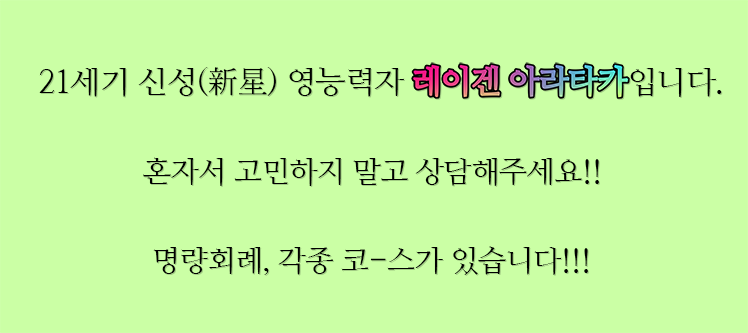 21세기 신성(新星) 영능력자 레이겐 아라타카입니다.
혼자서 고민하지 말고 상담해주세요!!
명량회례, 각종 코-스가 있습니다!!!